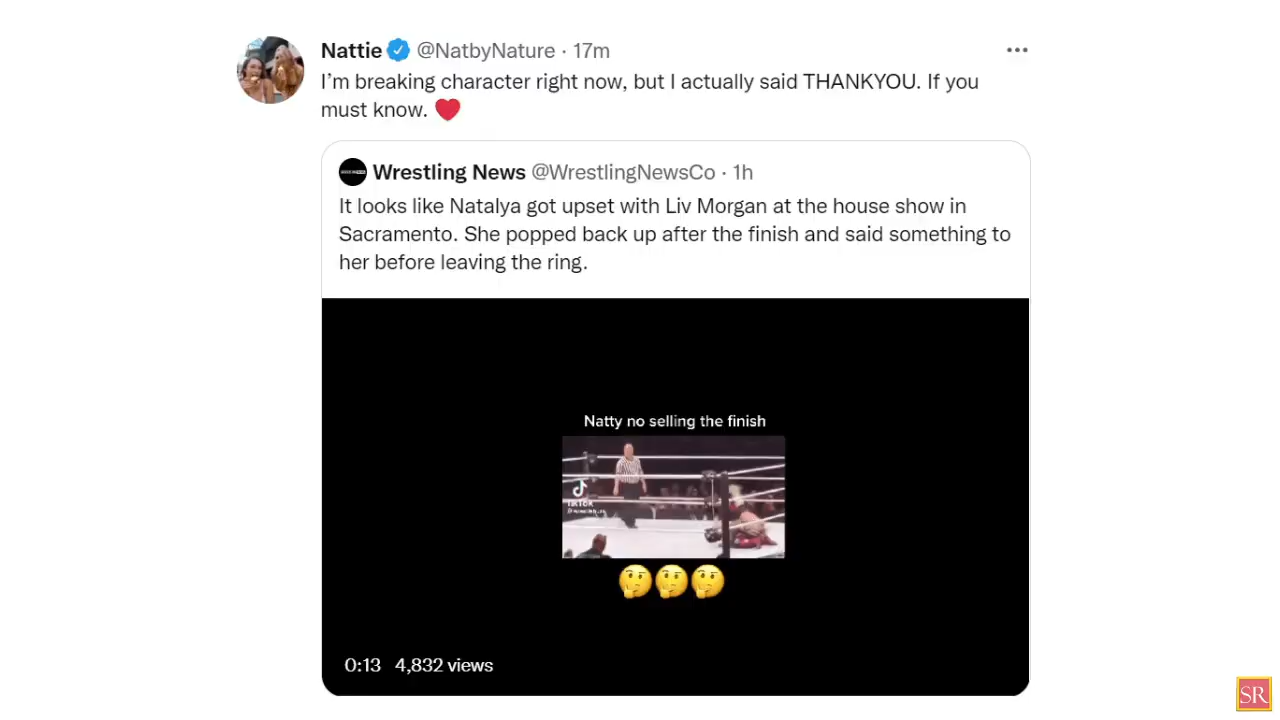 Nattie @NatbyNature · 17m
I’m breaking character right now, but I actually said THANKYOU. If you
must know. ❤️
Wrestling News @WrestlingNewsCo · 1h
It looks like Natalya got upset with Liv Morgan at the house show in
Sacramento. She popped back up after the finish and said something to
her before leaving the ring.
Natty no selling the finish
TikTok
🤔🤔🤔
0:13 4,832 views
SR